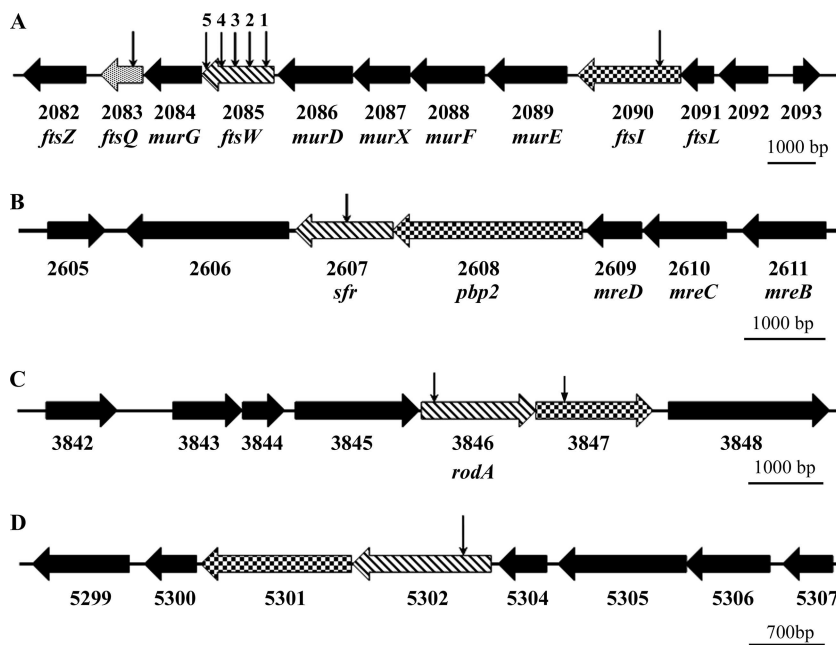 A
5 4 3 2 1
2082 2083 2084 2085 2086 2087 2088 2089 2090 2091 2092 2093
ftsZ ftsQ murG ftsW murD murX murF murE ftsI ftsL
1000 bp
B
2605 2606 2607 2608 2609 2610 2611
sfr pbp2 mreD mreC mreB
1000 bp
C
3842 3843 3844 3845 3846 3847 3848
rodA
1000 bp
D
5299 5300 5301 5302 5304 5305 5306 5307
700bp